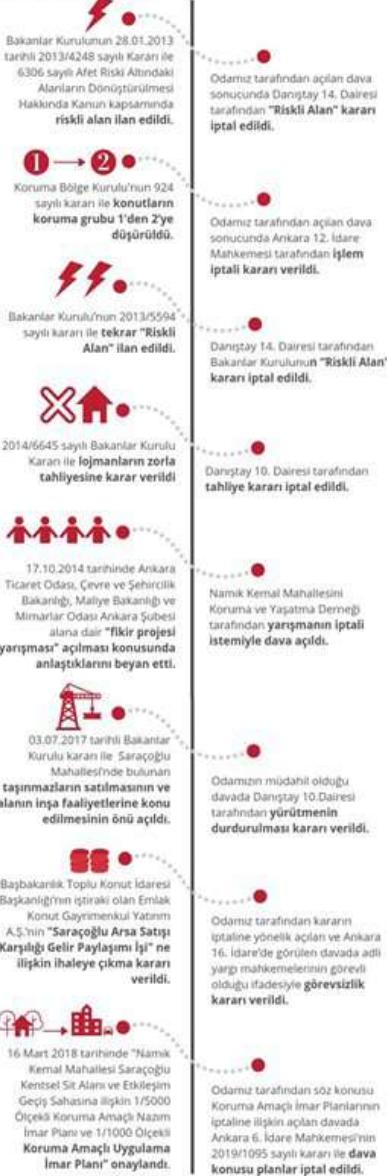 Bakanlar Kurulunun 28.01.2013
tarihli 2013/4248 sayılı Kararı ile
6306 sayılı Afet Riski Altındaki
Alanların Dönüştürülmesi
Hakkında Kanun kapsamında
riskli alan ilan edildi.
Odamız tarafından açılan dava
sonucunda Danıştay 14. Dairesi
tarafından "Riskli Alan" kararı
iptal edildi.
1 → 2
Koruma Bölge Kurulu'nun 924
sayılı kararı ile konutların
koruma grubu 1'den 2'ye
düşürüldü.
Odamız tarafından açılan dava
sonucunda Ankara 12. İdare
Mahkemesi tarafından işlem
iptali kararı verildi.
Bakanlar Kurulu'nun 2013/5594
sayılı kararı ile tekrar "Riskli
Alan" ilan edildi.
Danıştay 14. Dairesi tarafından
Bakanlar Kurulunun "Riskli Alan"
kararı iptal edildi.
2014/6645 sayılı Bakanlar Kurulu
Kararı ile lojmanların zorla
tahliyesine karar verildi
Danıştay 10. Dairesi tarafından
tahliye kararı iptal edildi.
17.10.2014 tarihinde Ankara
Ticaret Odası, Çevre ve Şehircilik
Bakanlığı, Maliye Bakanlığı ve
Mimarlar Odası Ankara Şubesi
alana dair "fikir projesi
yarışması" açılması konusunda
anlaştıklarını beyan etti.
Namık Kemal Mahallesini
Koruma ve Yaşatma Derneği
tarafından yarışmanın iptali
istemiyle dava açıldı.
03.07.2017 tarihli Bakanlar
Kurulu kararı ile Saraçoğlu
Mahallesi'nde bulunan
taşınmazların satılmasının ve
alanın inşa faaliyetlerine konu
edilmesinin önü açıldı.
Odamızın müdahil olduğu
davada Danıştay 10.Dairesi
tarafından yürütmenin
durdurulması kararı verildi.
Başbakanlık Toplu Konut İdaresi
Başkanlığı'nın iştiraki olan Emlak
Konut Gayrimenkul Yatırım
A.Ş.'nin "Saraçoğlu Arsa Satışı
Karşılığı Gelir Paylaşımı İşi" ne
ilişkin ihaleye çıkma kararı
verildi.
Odamız tarafından kararın
iptaline yönelik açılan ve Ankara
16. İdare'de görülen davada adli
yargı mahkemelerinin görevli
olduğu ifadesiyle görevsizlik
kararı verildi.
16 Mart 2018 tarihinde "Namık
Kemal Mahallesi Saraçoğlu
Kentsel Sit Alanı ve Etkileşim
Geçiş Sahasına ilişkin 1/5000
Ölçekli Koruma Amaçlı Nazım
İmar Planı ve 1/1000 Ölçekli
Koruma Amaçlı Uygulama
İmar Planı" onaylandı.
Odamız tarafından söz konusu
Koruma Amaçlı İmar Planlarının
iptaline ilişkin açılan davada
Ankara 6. İdare Mahkemesi'nin
2019/1095 sayılı kararı ile dava
konusu planlar iptal edildi.